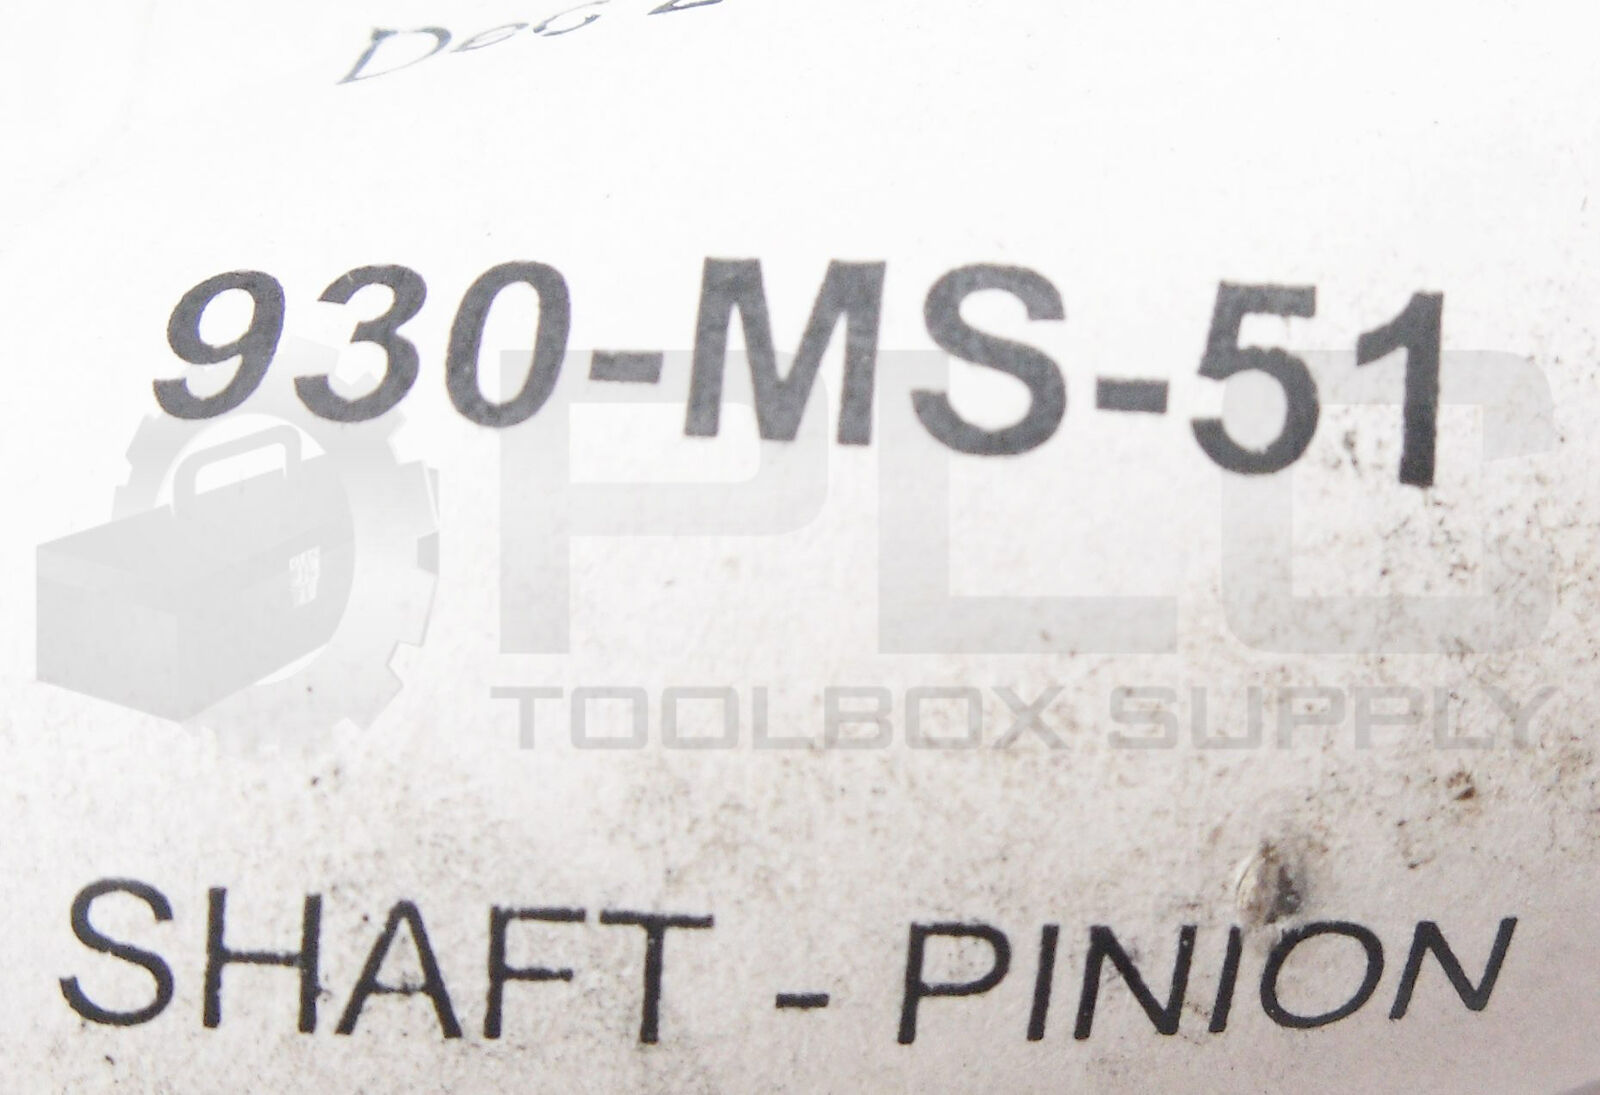 930-MS-51
PLC
TOOLBOX SUPPLY
SHAFT - PINION